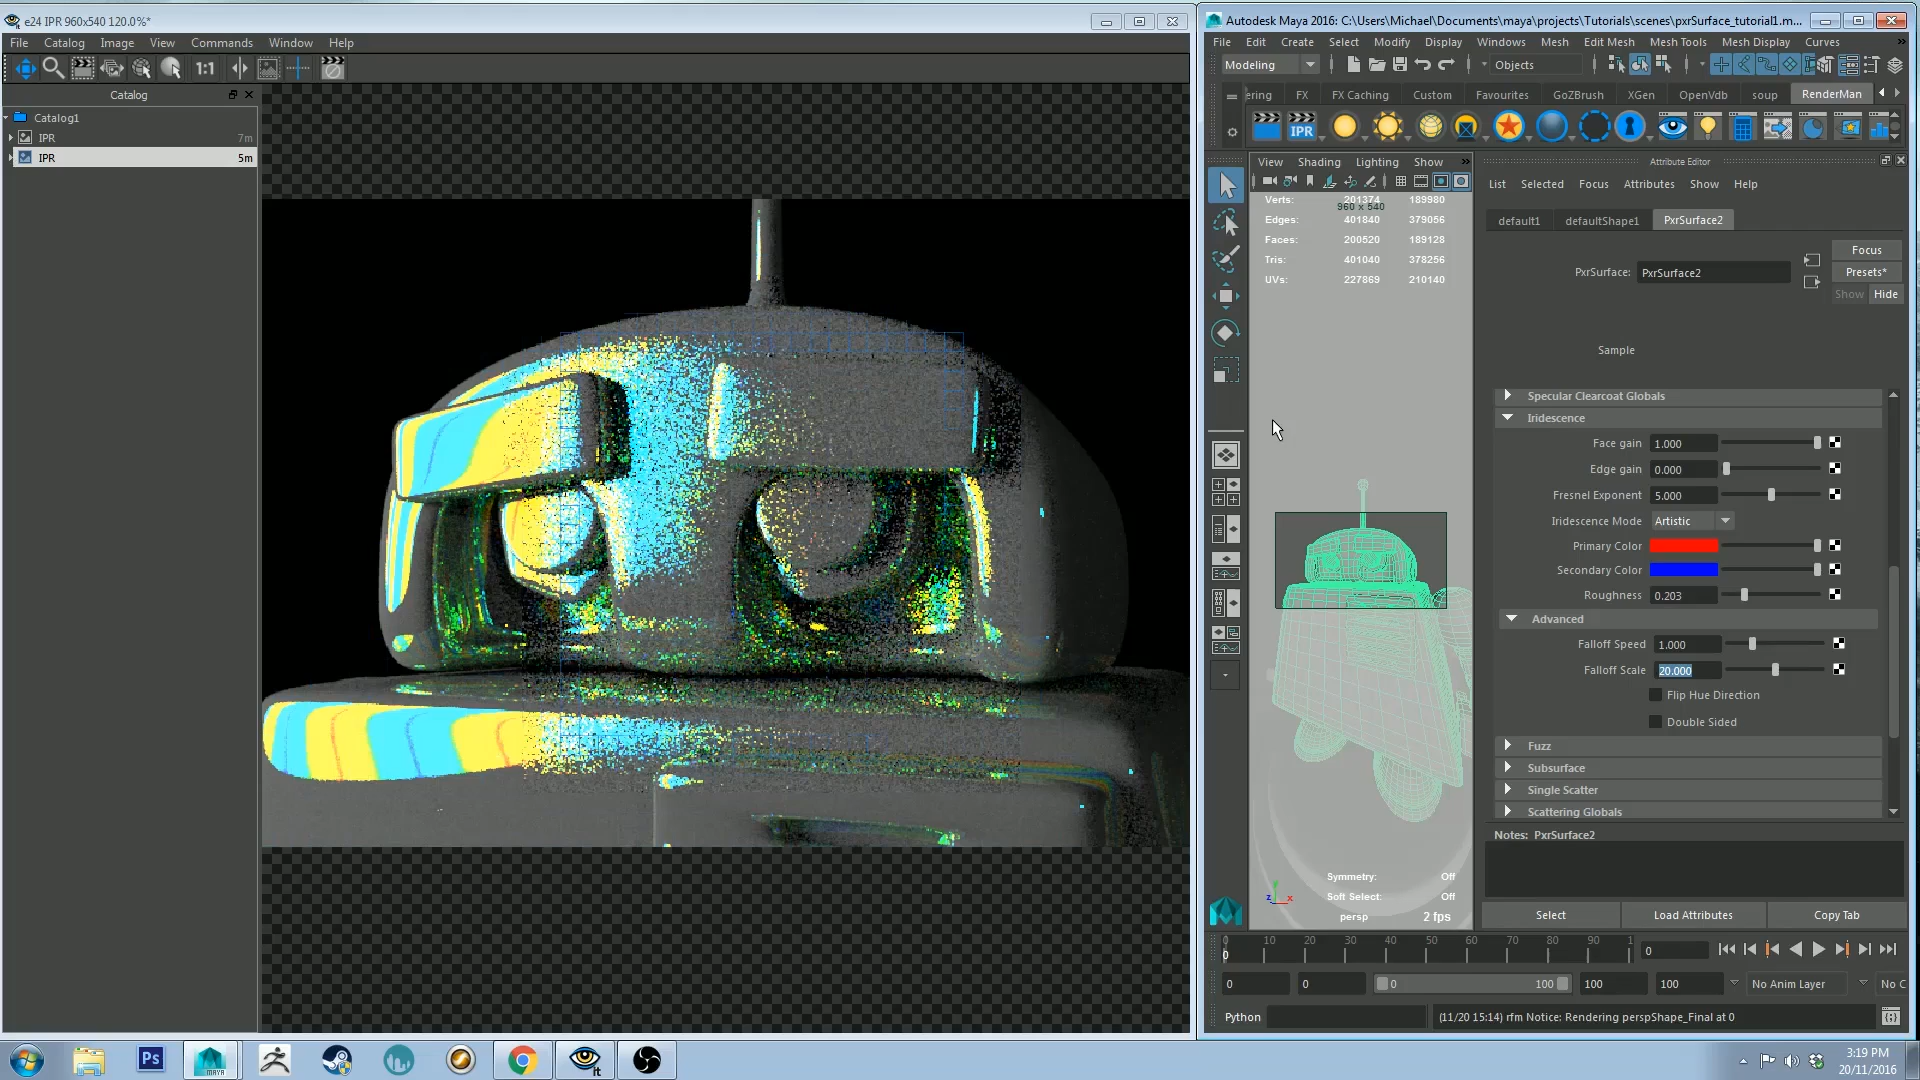 e24 IPR 960x540 120.0%*
File Catalog Image View Commands Window Help
1:1
Catalog
Catalog1
IPR 7m
IPR 5m
Autodesk Maya 2016: C:\Users\Michael\Documents\maya\projects\Tutorials\scenes\pxrSurface_tutorial1.m...
File Edit Create Select Modify Display Windows Mesh Edit Mesh Mesh Tools Mesh Display Curves »
Modeling Objects
ering FX FX Caching Custom Favourites GoZBrush XGen OpenVdb soup RenderMan
IPR
View Shading Lighting Show »
Verts: 201374 189980
960 x 540
Edges: 401840 379056
Faces: 200520 189128
Tris: 401040 378256
UVs: 227869 210140
Symmetry: Off
Soft Select: Off
persp 2 fps
z x
Attribute Editor
List Selected Focus Attributes Show Help
default1 defaultShape1 PxrSurface2
Focus
PxrSurface: PxrSurface2
Presets*
Show Hide
Sample
Specular Clearcoat Globals
Iridescence
Face gain 1.000
Edge gain 0.000
Fresnel Exponent 5.000
Iridescence Mode Artistic
Primary Color
Secondary Color
Roughness 0.203
Advanced
Falloff Speed 1.000
Falloff Scale 20.000
Flip Hue Direction
Double Sided
Fuzz
Subsurface
Single Scatter
Scattering Globals
Notes: PxrSurface2
Select Load Attributes Copy Tab
0 10 20 30 40 50 60 70 80 90 1
0
0
0 0 0 100 100 100 No Anim Layer No C
Python (11/20 15:14) rfm Notice: Rendering perspShape_Final at 0
Ps
MAYA
it
3:19 PM
20/11/2016